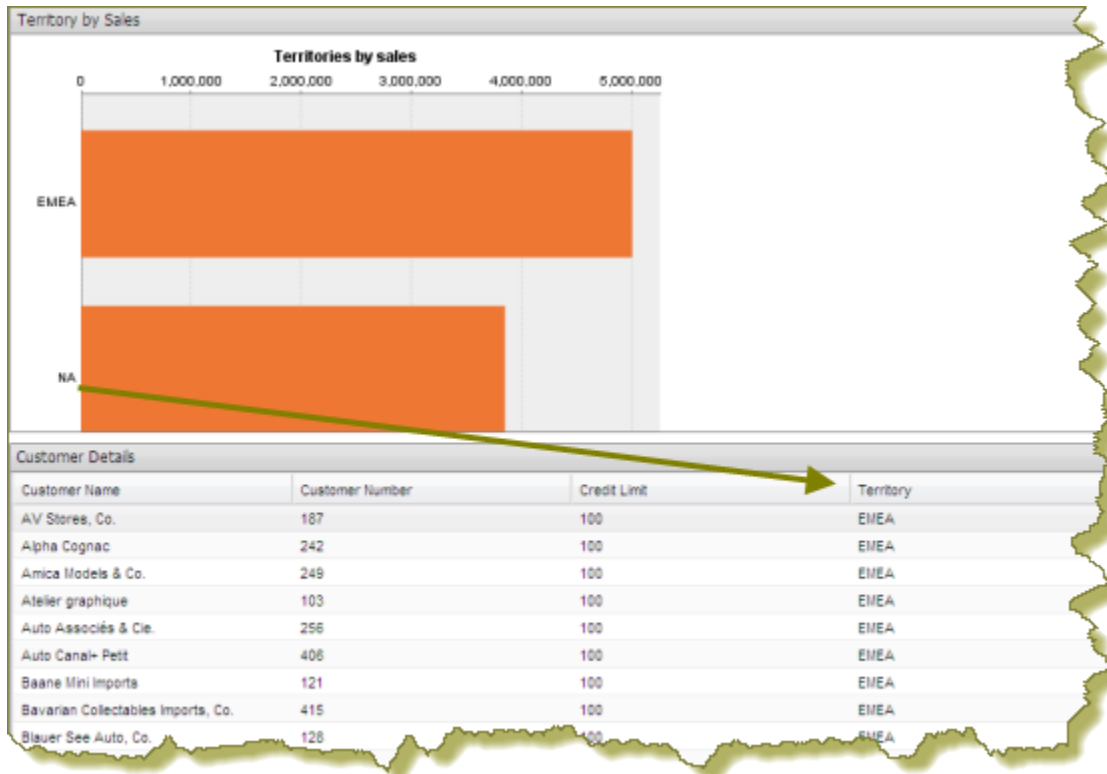 Territory by Sales
Territories by sales
0 1,000,000 2,000,000 3,000,000 4,000,000 5,000,000
EMEA
NA
Customer Details
Customer Name Customer Number Credit Limit Territory
AV Stores, Co. 187 100 EMEA
Alpha Cognac 242 100 EMEA
Amica Models & Co. 249 100 EMEA
Atelier graphique 103 100 EMEA
Auto Associés & Cie. 256 100 EMEA
Auto Canal+ Petit 406 100 EMEA
Baane Mini Imports 121 100 EMEA
Bavarian Collectables Imports, Co. 415 100 EMEA
Blauer See Auto, Co. 128 100 EMEA